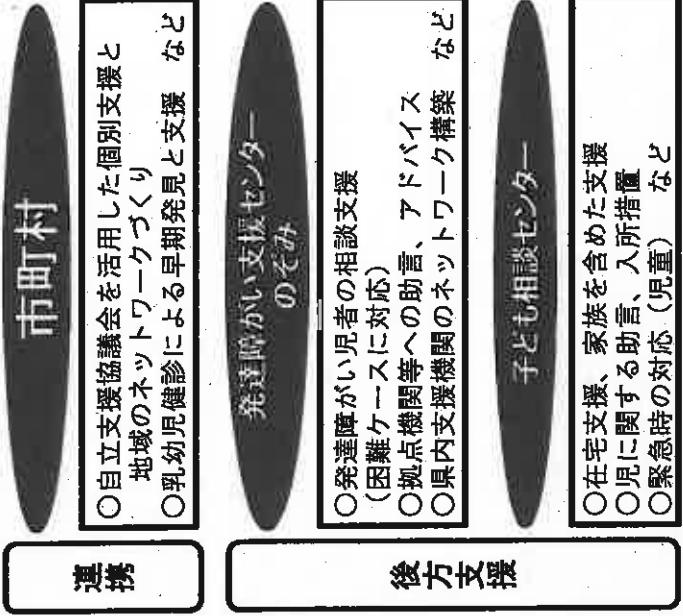 連携
市町村
○自立支援協議会を活用した個別支援と
地域のネットワークづくり
○乳幼児健診による早期発見と支援 など
後方支援
発達障がい支援センター
のぞみ
○発達障がい児者の相談支援
(困難ケースに対応)
○拠点機関等への助言、アドバイス
○県内支援機関のネットワーク構築 など
子ども相談センター
○在宅支援、家族を含めた支援
○児に関する助言、入所措置
○緊急時の対応(児童) など